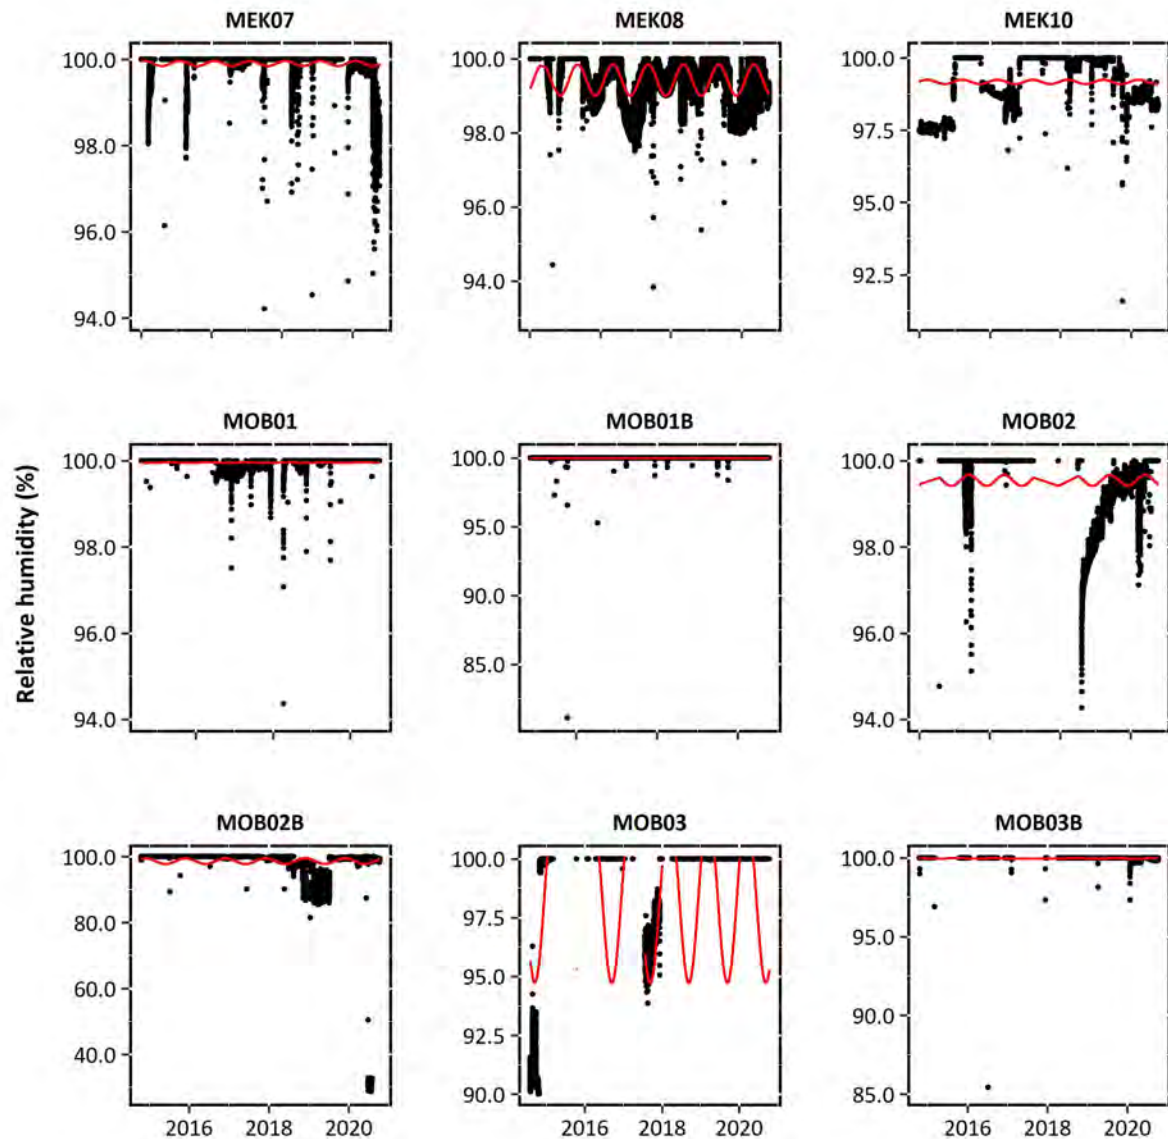 MEK07 MEK08 MEK10
100.0 100.0 100.0
98.0 98.0 97.5
96.0 96.0 95.0
94.0 94.0 92.5
MOB01 MOB01B MOB02
100.0 100.0 100.0
98.0 95.0 98.0
96.0 90.0 96.0
94.0 85.0 94.0
Relative humidity (%)
MOB02B MOB03 MOB03B
100.0 100.0 100.0
80.0 97.5 95.0
60.0 95.0 90.0
40.0 92.5 85.0
90.0
2016 2018 2020 2016 2018 2020 2016 2018 2020